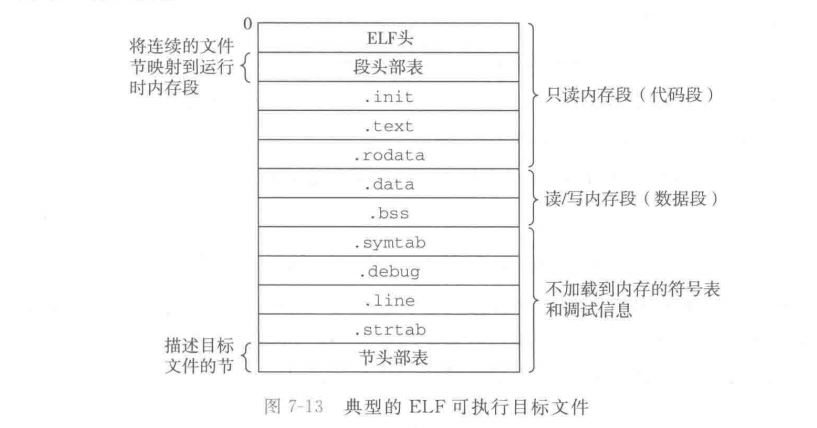 0
将连续的文件
节映射到运行
时内存段
ELF头
段头部表
.init
.text
.rodata
只读内存段（代码段）
.data
.bss
读/写内存段（数据段）
.symtab
.debug
.line
.strtab
不加载到内存的符号表
和调试信息
描述目标
文件的节
节头部表
图 7-13 典型的 ELF 可执行目标文件